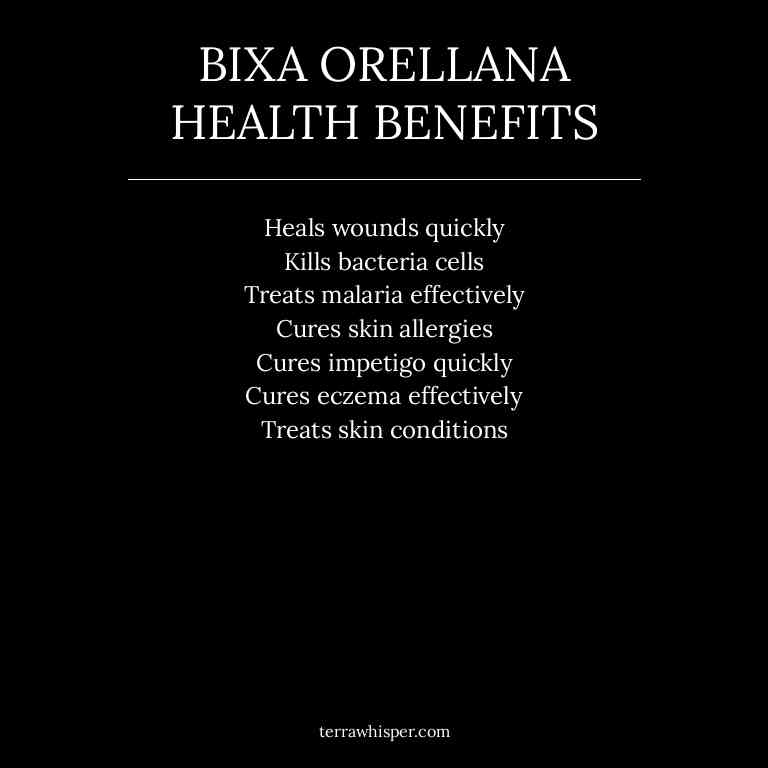 BIXA ORELLANA
HEALTH BENEFITS
Heals wounds quickly
Kills bacteria cells
Treats malaria effectively
Cures skin allergies
Cures impetigo quickly
Cures eczema effectively
Treats skin conditions
terrawhisper.com